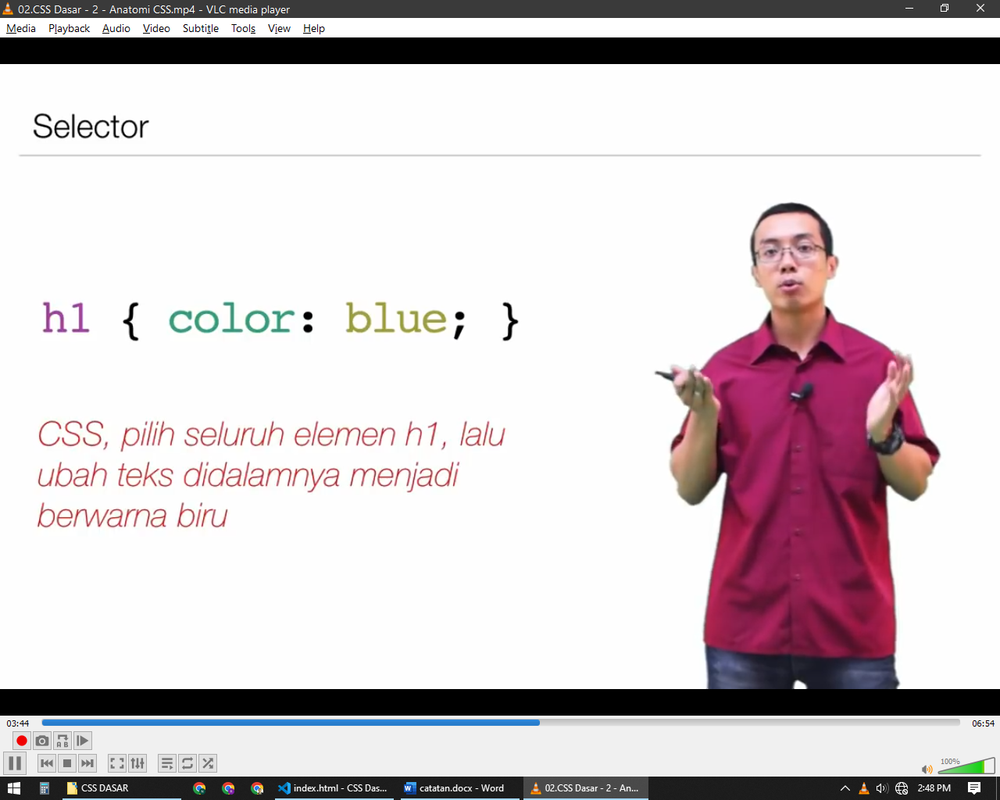 02.CSS Dasar - 2 - Anatomi CSS.mp4 - VLC media player
Media Playback Audio Video Subtitle Tools View Help
Selector
h1 { color: blue; }
CSS, pilih seluruh elemen h1, lalu
ubah teks didalamnya menjadi
berwarna biru
03:44
06:54
A B
100%
CSS DASAR
index.html - CSS Das...
catatan.docx - Word
02.CSS Dasar - 2 - An...
2:48 PM